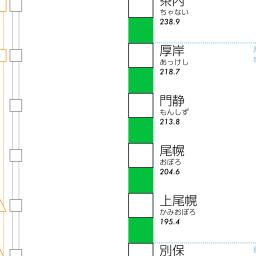 茶内
ちゃない
238.9
厚岸
あっけし
218.7
門静
もんしず
213.8
尾幌
おぼろ
204.6
上尾幌
かみおぼろ
195.4
別保